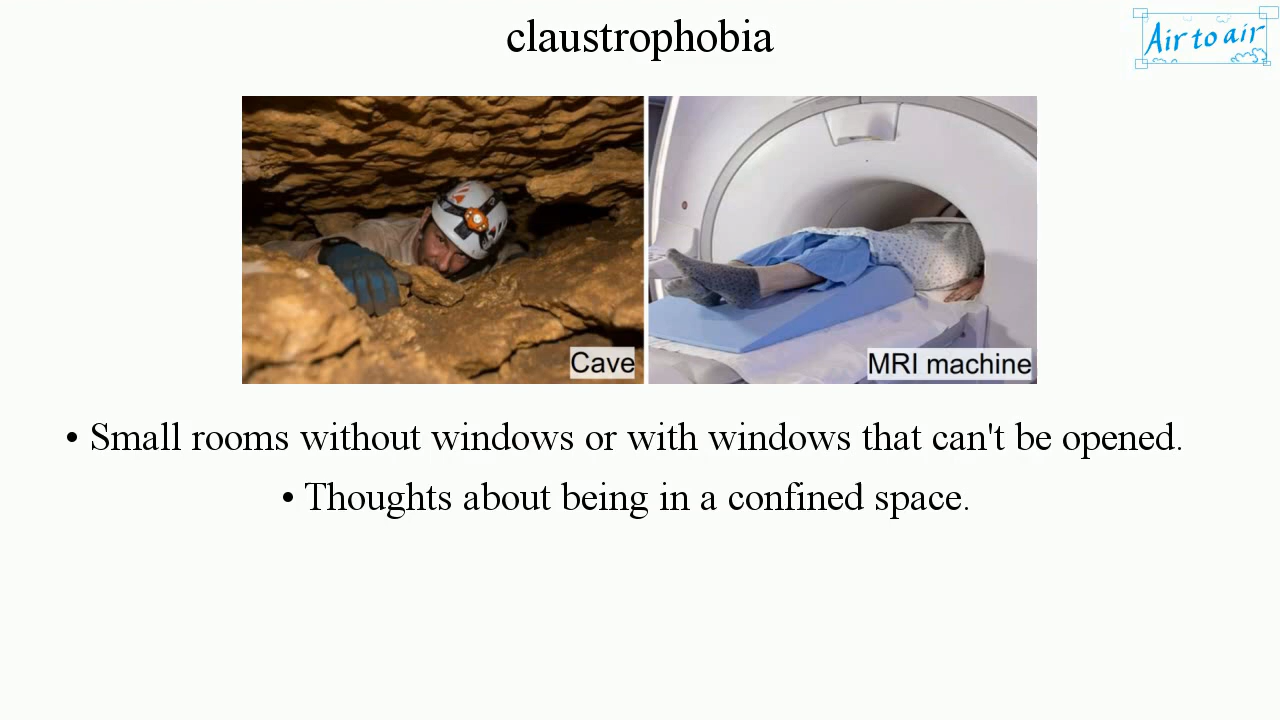 claustrophobia
Air to air
Cave
MRI machine
• Small rooms without windows or with windows that can't be opened.
• Thoughts about being in a confined space.